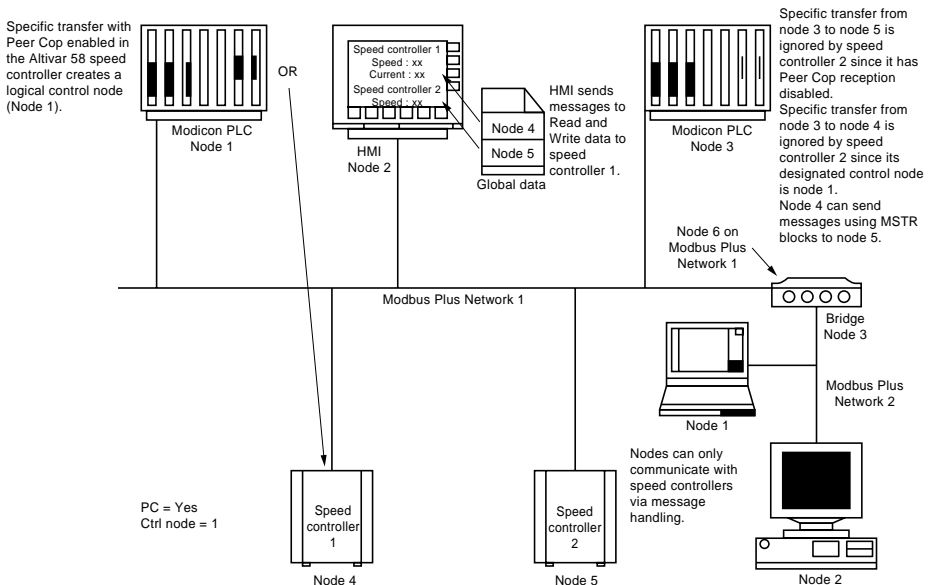 Specific transfer with
Peer Cop enabled in
the Altivar 58 speed
controller creates a
logical control node
(Node 1).
Modicon PLC
Node 1
OR
Speed controller 1
Speed : xx
Current : xx
Speed controller 2
Speed : xx
HMI
Node 2
Node 4
Node 5
Global data
HMI sends
messages to
Read and
Write data to
speed
controller 1.
Modicon PLC
Node 3
Specific transfer from
node 3 to node 5 is
ignored by speed
controller 2 since it has
Peer Cop reception
disabled.
Specific transfer from
node 3 to node 4 is
ignored by speed
controller 2 since its
designated control node
is node 1.
Node 4 can send
messages using MSTR
blocks to node 5.
Node 6 on
Modbus Plus
Network 1
Modbus Plus Network 1
Bridge
Node 3
Node 1
Modbus Plus
Network 2
Nodes can only
communicate with
speed controllers
via message
handling.
PC = Yes
Ctrl node = 1
Speed
controller
1
Node 4
Speed
controller
2
Node 5
Node 2